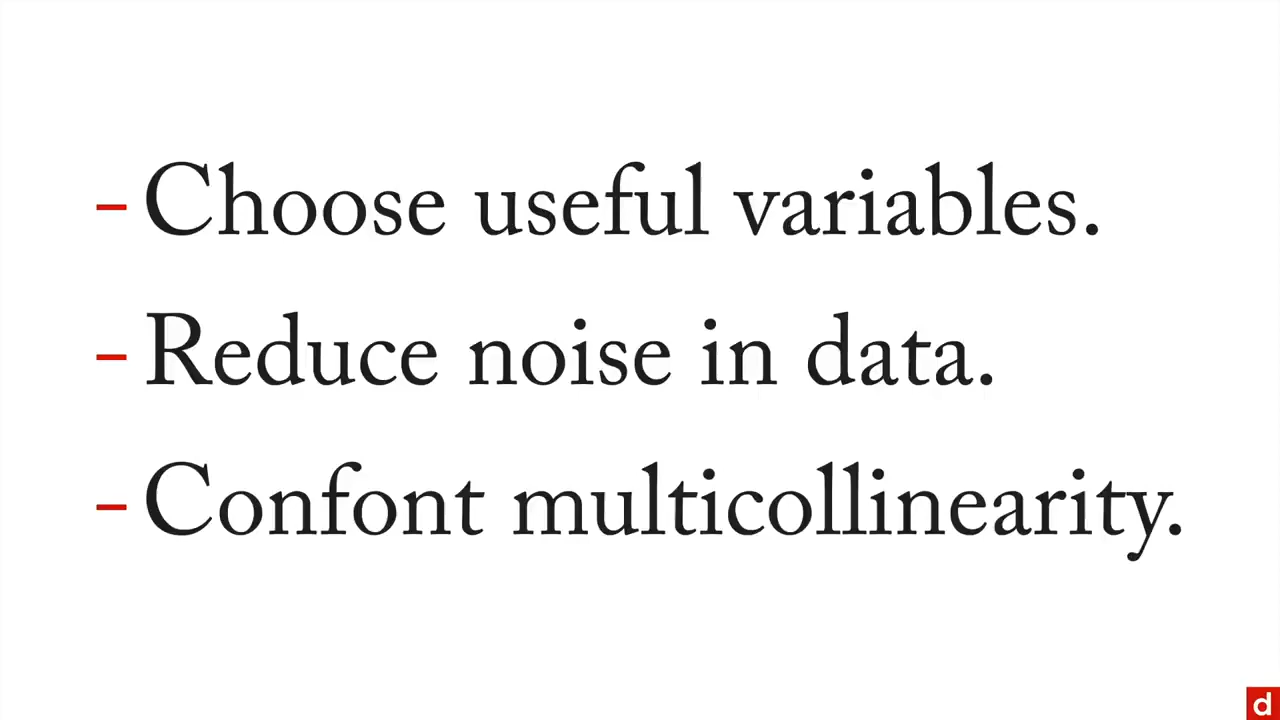 - Choose useful variables.
- Reduce noise in data.
- Confont multicollinearity.
d